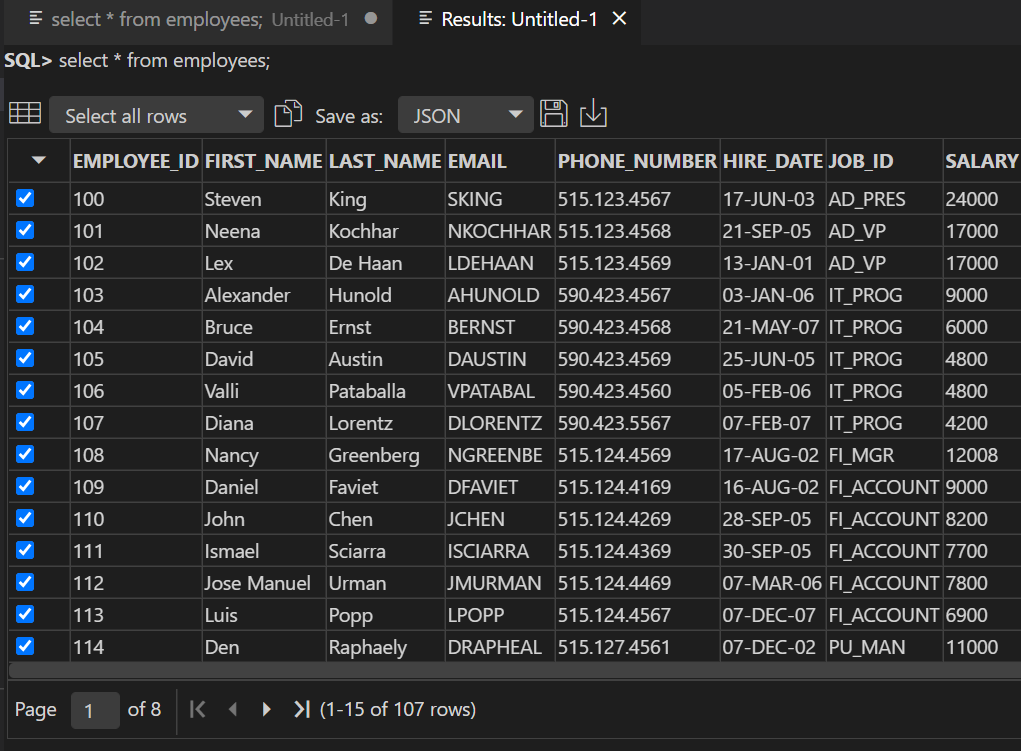 select * from employees; Untitled-1 Results: Untitled-1
SQL> select * from employees;
Select all rows Save as: JSON
EMPLOYEE_ID FIRST_NAME LAST_NAME EMAIL PHONE_NUMBER HIRE_DATE JOB_ID SALARY
100 Steven King SKING 515.123.4567 17-JUN-03 AD_PRES 24000
101 Neena Kochhar NKOCHHAR 515.123.4568 21-SEP-05 AD_VP 17000
102 Lex De Haan LDEHAAN 515.123.4569 13-JAN-01 AD_VP 17000
103 Alexander Hunold AHUNOLD 590.423.4567 03-JAN-06 IT_PROG 9000
104 Bruce Ernst BERNST 590.423.4568 21-MAY-07 IT_PROG 6000
105 David Austin DAUSTIN 590.423.4569 25-JUN-05 IT_PROG 4800
106 Valli Pataballa VPATABAL 590.423.4560 05-FEB-06 IT_PROG 4800
107 Diana Lorentz DLORENTZ 590.423.5567 07-FEB-07 IT_PROG 4200
108 Nancy Greenberg NGREENBE 515.124.4569 17-AUG-02 FI_MGR 12008
109 Daniel Faviet DFAVIET 515.124.4169 16-AUG-02 FI_ACCOUNT 9000
110 John Chen JCHEN 515.124.4269 28-SEP-05 FI_ACCOUNT 8200
111 Ismael Sciarra ISCIARRA 515.124.4369 30-SEP-05 FI_ACCOUNT 7700
112 Jose Manuel Urman JMURMAN 515.124.4469 07-MAR-06 FI_ACCOUNT 7800
113 Luis Popp LPOPP 515.124.4567 07-DEC-07 FI_ACCOUNT 6900
114 Den Raphaely DRAPHEAL 515.127.4561 07-DEC-02 PU_MAN 11000
Page 1 of 8 (1-15 of 107 rows)